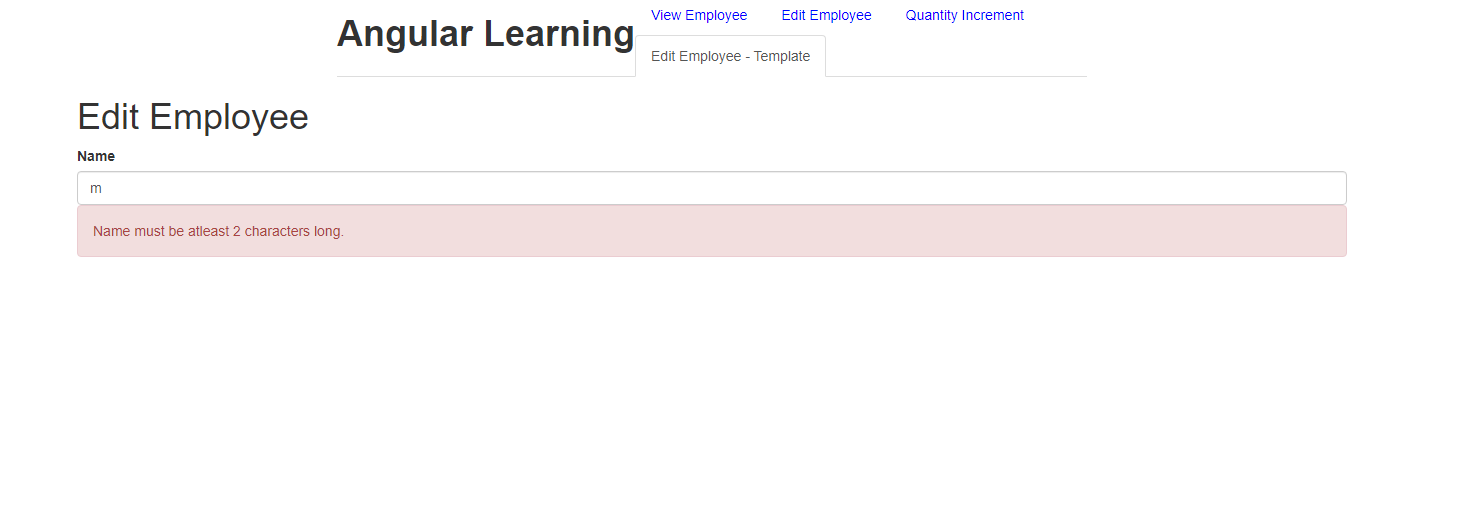 Angular Learning
View Employee Edit Employee Quantity Increment
Edit Employee - Template
Edit Employee
Name
m
Name must be atleast 2 characters long.